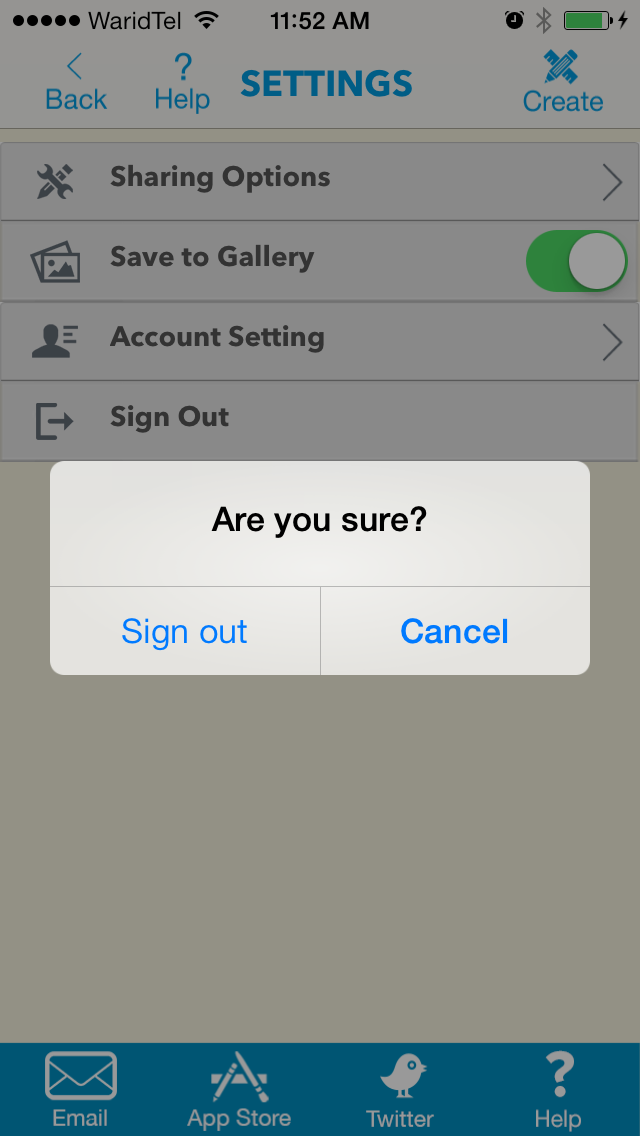 WaridTel 11:52 AM
Back ? Help SETTINGS Create
Sharing Options
Save to Gallery
Account Setting
Sign Out
Are you sure?
Sign out Cancel
?
Email App Store Twitter Help